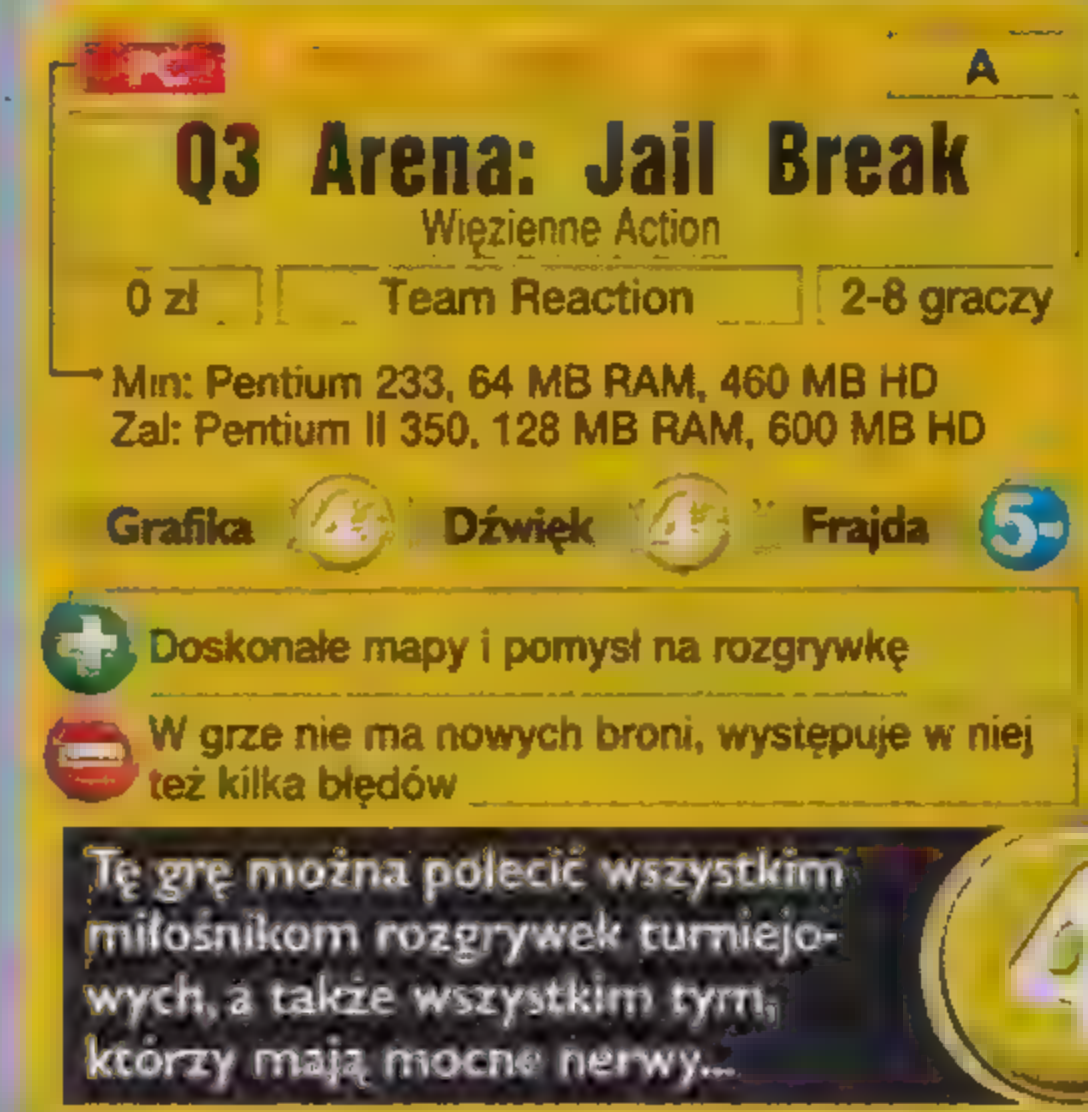 A
Q3 Arena: Jail Break
Więzienne Action
0 zł Team Reaction 2-8 graczy
Min: Pentium 233, 64 MB RAM, 460 MB HD
Zal: Pentium II 350, 128 MB RAM, 600 MB HD
Grafika Dźwięk Frajda 5-
Doskonałe mapy i pomysł na rozgrywkę
W grze nie ma nowych broni, występuje w niej
też kilka błędów
Tę grę można polecić wszystkim
miłośnikom rozgrywek turniejo-
wych, a także wszystkim tym,
którzy mają mocne nerwy...